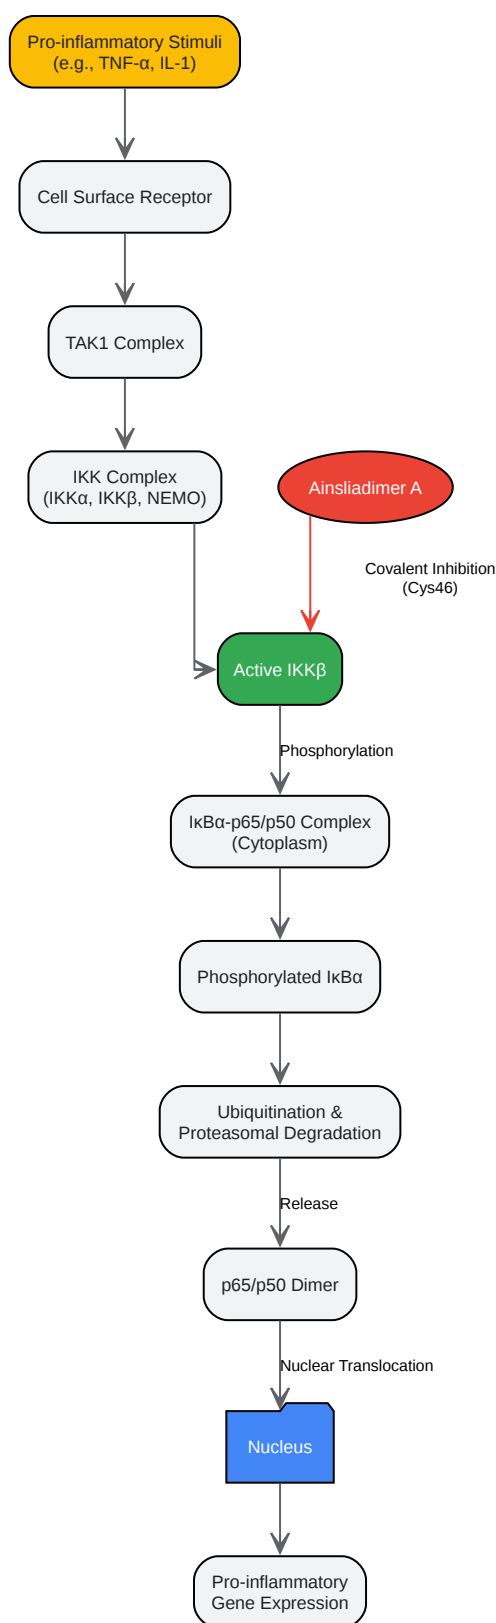 Pro-inflammatory Stimuli
(e.g., TNF-α, IL-1)
Cell Surface Receptor
TAK1 Complex
IKK Complex
(IKKα, IKKβ, NEMO)
Ainsliadimer A
Covalent Inhibition
(Cys46)
Active IKKβ
Phosphorylation
IκBα-p65/p50 Complex
(Cytoplasm)
Phosphorylated IκBα
Ubiquitination &
Proteasomal Degradation
Release
p65/p50 Dimer
Nuclear Translocation
Nucleus
Pro-inflammatory
Gene Expression